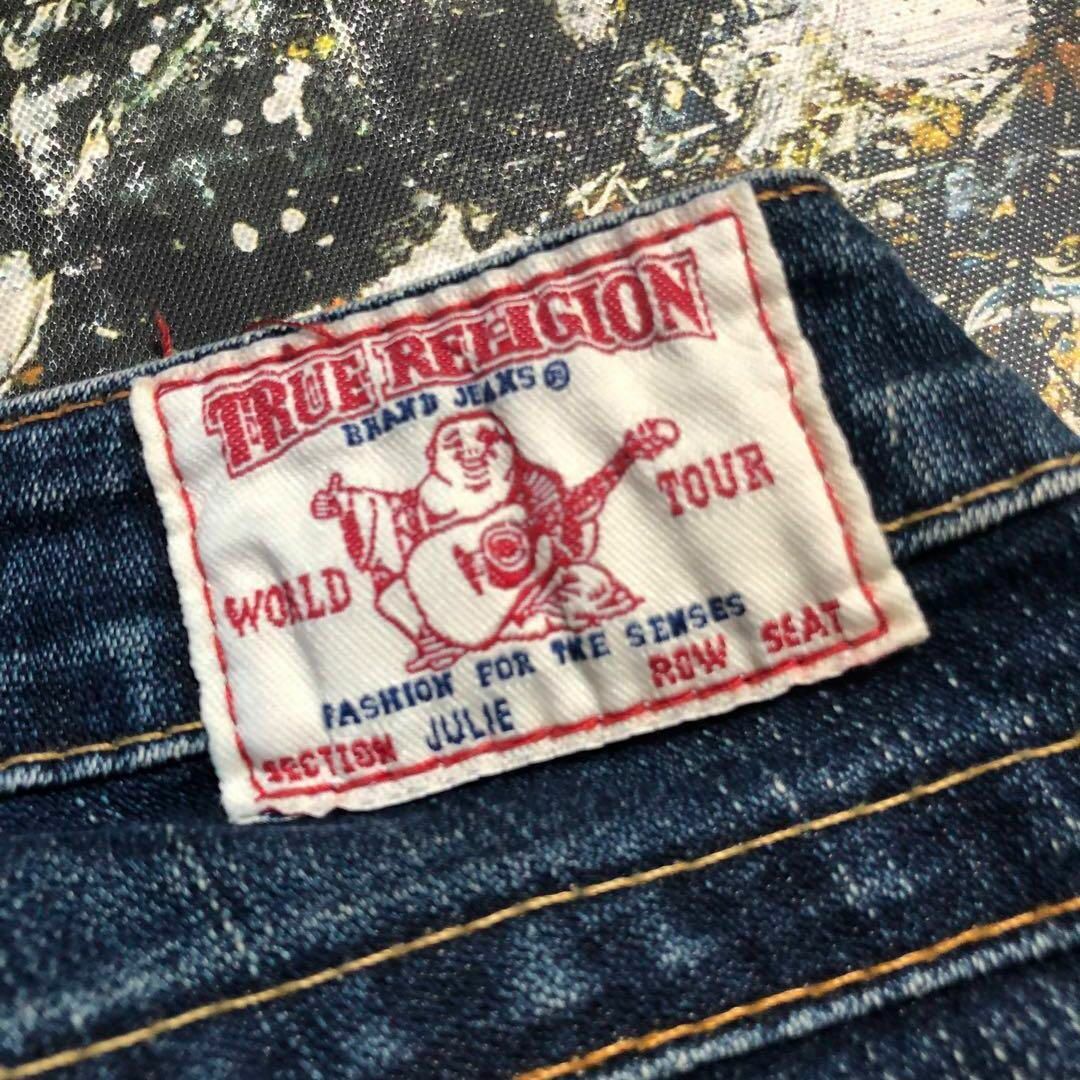 TRUE RELIGION
BRAND JEANS®
WORLD TOUR
FASHION FOR THE SENSES
SECTION JULIE ROW SEAT